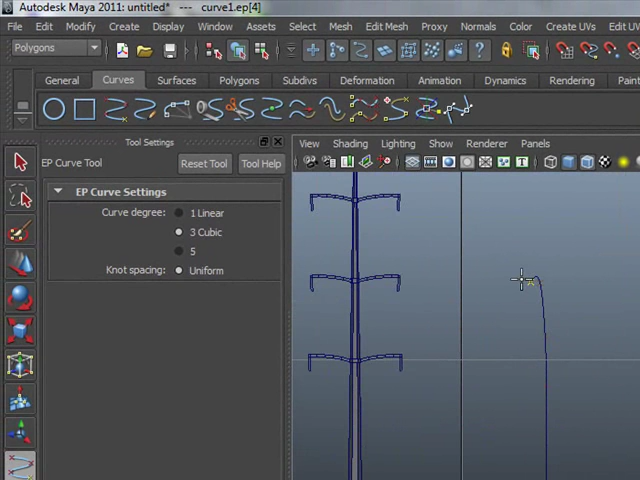 Autodesk Maya 2011: untitled* --- curve1.ep[4]
File Edit Modify Create Display Window Assets Select Mesh Edit Mesh Proxy Normals Color Create UVs Edit UV
Polygons
General Curves Surfaces Polygons Subdivs Deformation Animation Dynamics Rendering Pain
Tool Settings
EP Curve Tool Reset Tool Tool Help
View Shading Lighting Show Renderer Panels
EP Curve Settings
Curve degree: 1 Linear
3 Cubic
5
Knot spacing: Uniform